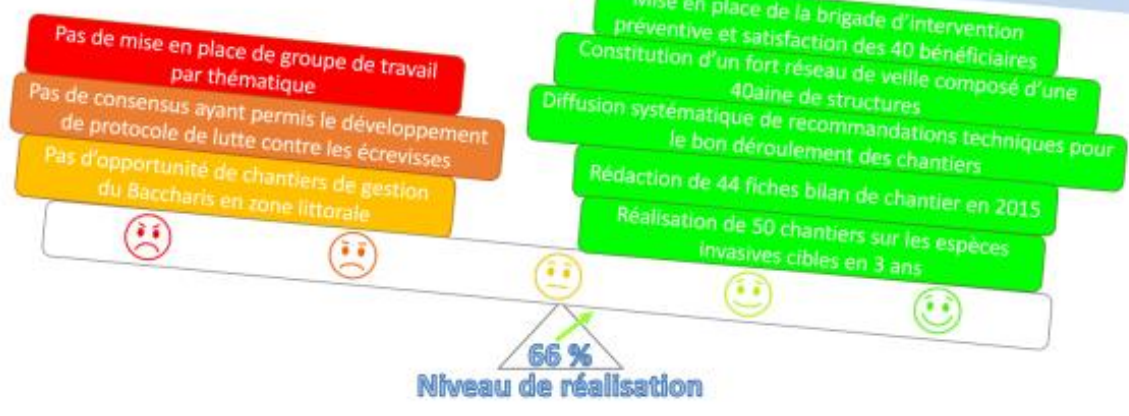 Pas de mise en place de groupe de travail
par thématique
Pas de consensus ayant permis le développement
de protocole de lutte contre les écrevisses
Pas d'opportunité de chantiers de gestion
du Baccharis en zone littorale
Mise en place de la brigade d'intervention
préventive et satisfaction des 40 bénéficiaires
Constitution d'un fort réseau de veille composé d'une
40aine de structures
Diffusion systématique de recommandations techniques pour
le bon déroulement des chantiers
Rédaction de 44 fiches bilan de chantier en 2015
Réalisation de 50 chantiers sur les espèces
invasives cibles en 3 ans
66 %
Niveau de réalisation